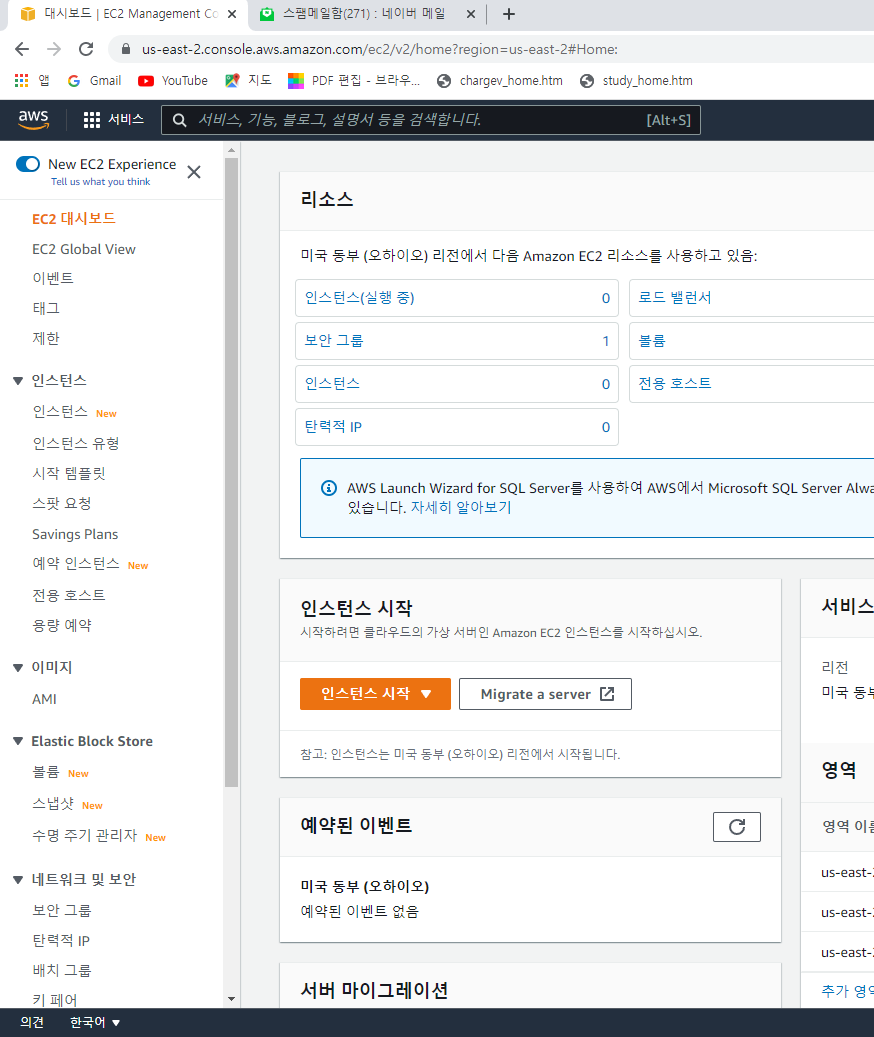 대시보드 | EC2 Management Co
스팸메일함(271) : 네이버 메일
us-east-2.console.aws.amazon.com/ec2/v2/home?region=us-east-2#Home:
앱
Gmail
YouTube
지도
PDF 편집 - 브라우...
chargev_home.htm
study_home.htm
aws
서비스
서비스, 기능, 블로그, 설명서 등을 검색합니다.
[Alt+S]
New EC2 Experience
Tell us what you think
EC2 대시보드
EC2 Global View
이벤트
태그
제한
인스턴스
인스턴스 New
인스턴스 유형
시작 템플릿
스팟 요청
Savings Plans
예약 인스턴스 New
전용 호스트
용량 예약
이미지
AMI
Elastic Block Store
볼륨 New
스냅샷 New
수명 주기 관리자 New
네트워크 및 보안
보안 그룹
탄력적 IP
배치 그룹
키 페어
리소스
미국 동부 (오하이오) 리전에서 다음 Amazon EC2 리소스를 사용하고 있음:
인스턴스(실행 중) 0
로드 밸런서
보안 그룹 1
볼륨
인스턴스 0
전용 호스트
탄력적 IP 0
AWS Launch Wizard for SQL Server를 사용하여 AWS에서 Microsoft SQL Server Alwa
있습니다. 자세히 알아보기
인스턴스 시작
시작하려면 클라우드의 가상 서버인 Amazon EC2 인스턴스를 시작하십시오.
인스턴스 시작
Migrate a server
참고: 인스턴스는 미국 동부 (오하이오) 리전에서 시작됩니다.
예약된 이벤트
미국 동부 (오하이오)
예약된 이벤트 없음
서버 마이그레이션
서비스
리전
미국 동부
영역
영역 이름
us-east-2
us-east-2
us-east-2
추가 영역
의견
한국어